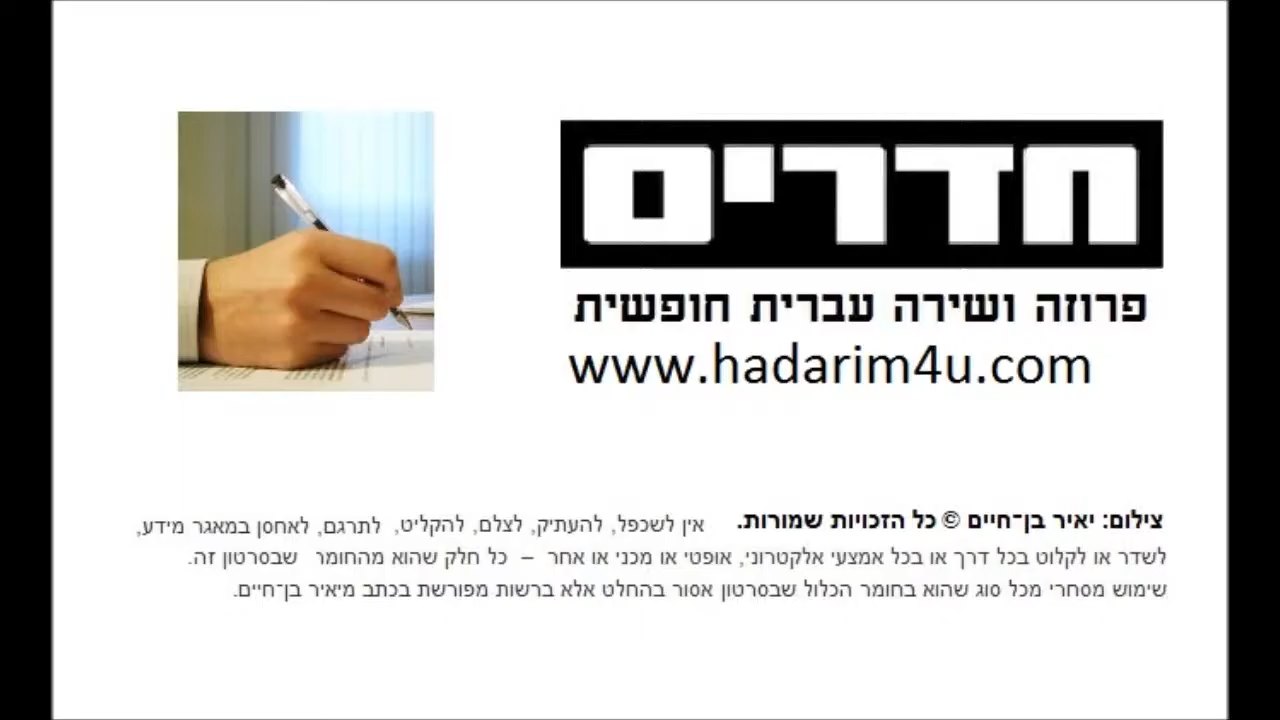 חדרים
פרוזה ושירה עברית חופשית
www.hadarim4u.com
צילום: יאיר בן־חיים © כל הזכויות שמורות. אין לשכפל, להעתיק, לצלם, להקליט, לתרגם, לאחסן במאגר מידע,
לשדר או לקלוט בכל דרך או בכל אמצעי אלקטרוני, אופטי או מכני או אחר – כל חלק שהוא מהחומר שבסרטון זה.
שימוש מסחרי מכל סוג שהוא בחומר הכלול שבסרטון אסור בהחלט אלא ברשות מפורשת בכתב מיאיר בן־חיים.